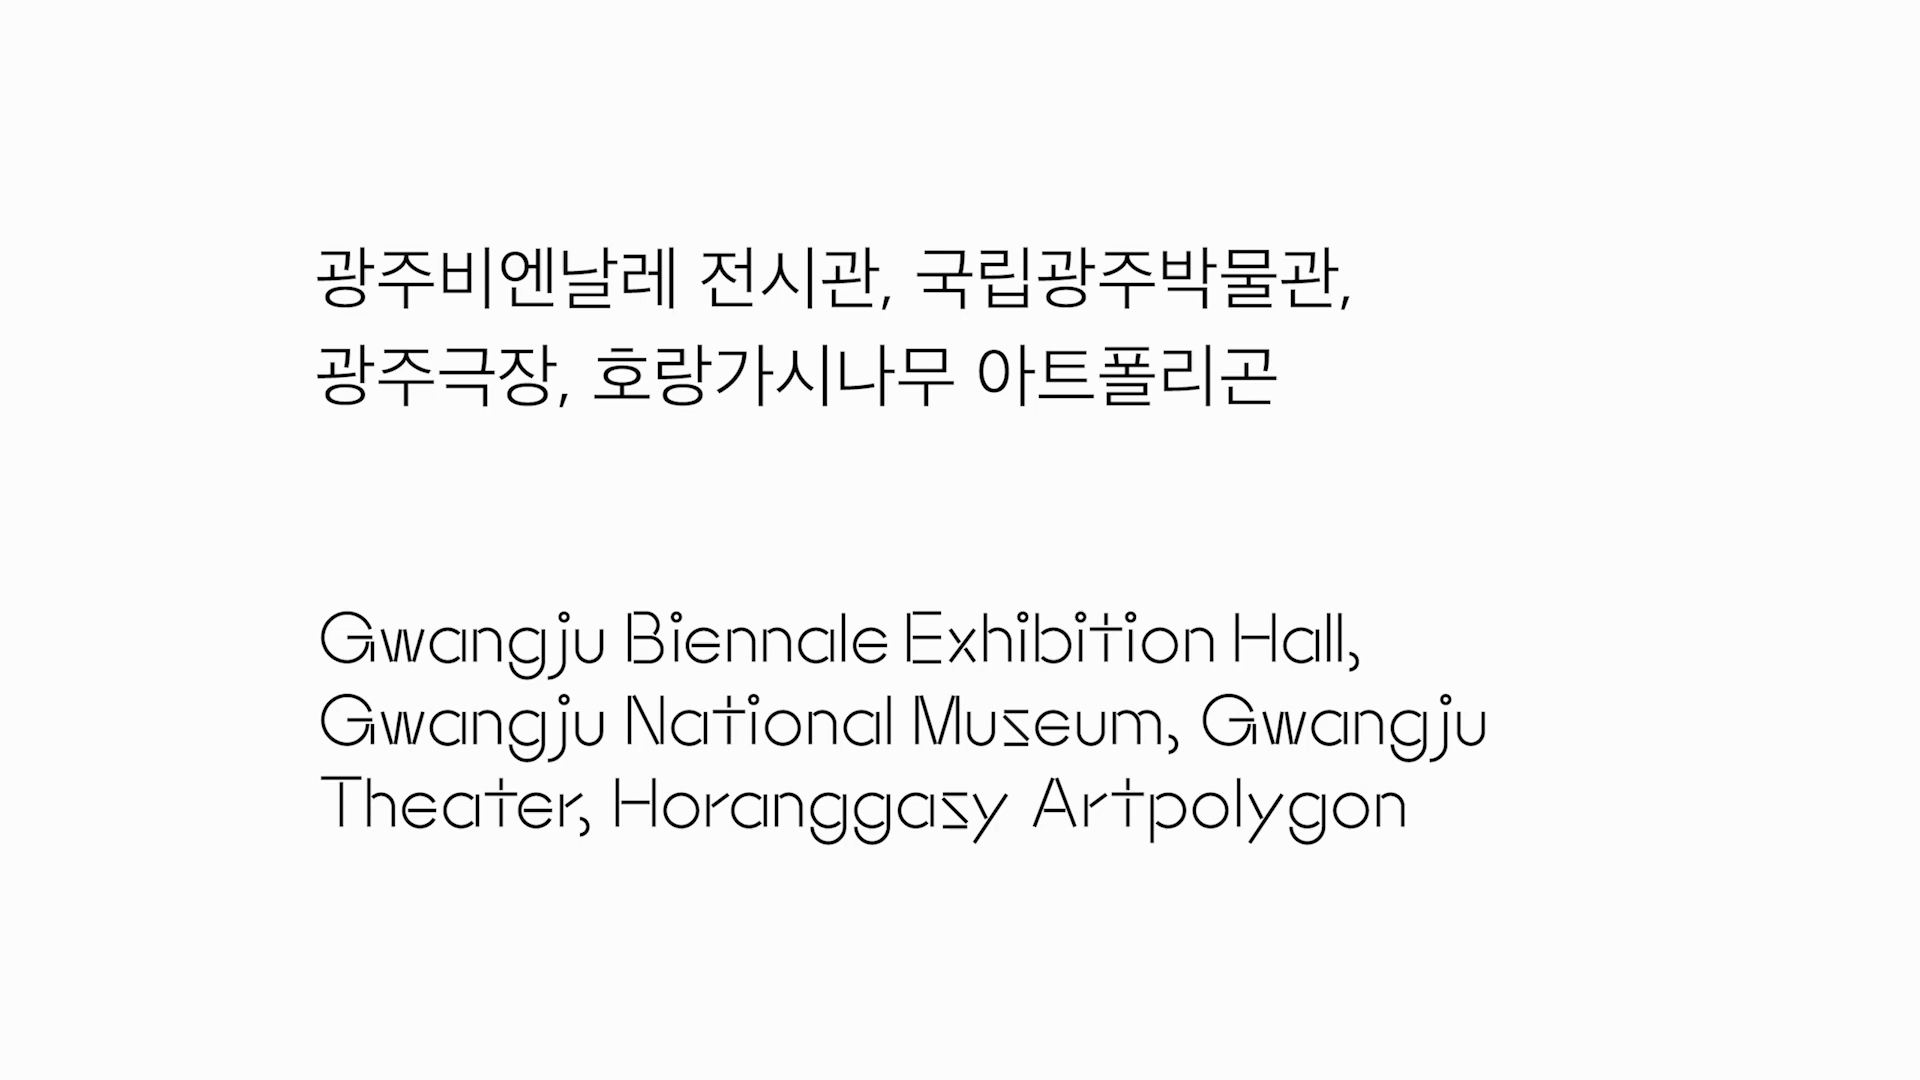 광주비엔날레 전시관, 국립광주박물관,
광주극장, 호랑가시나무 아트폴리곤
Gwangju Biennale Exhibition Hall,
Gwangju National Museum, Gwangju
Theater, Horanggasy Artpolygon